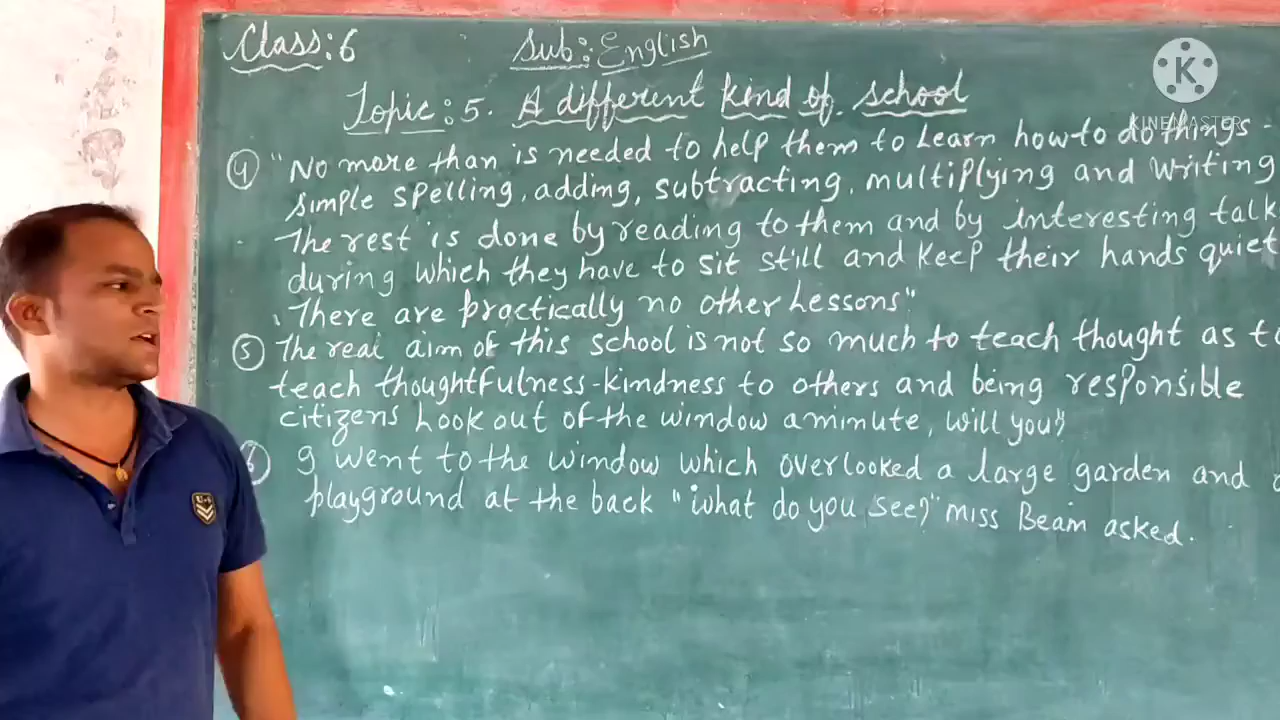 Class:6 Sub: English
KINEMASTER
Topic: 5. A different kind of school
4 "No more than is needed to help them to learn how to do things -
simple spelling, adding, subtracting, multiplying and writing
The rest is done by reading to them and by interesting talk
during which they have to sit still and keep their hands quiet
There are practically no other Lessons"
5 The real aim of this school is not so much to teach thought as to
teach thoughtfulness-kindness to others and being responsible
citizens Look out of the window a minute, will you?
6 I went to the window which overlooked a large garden and a
playground at the back "what do you see?" miss Beam asked.